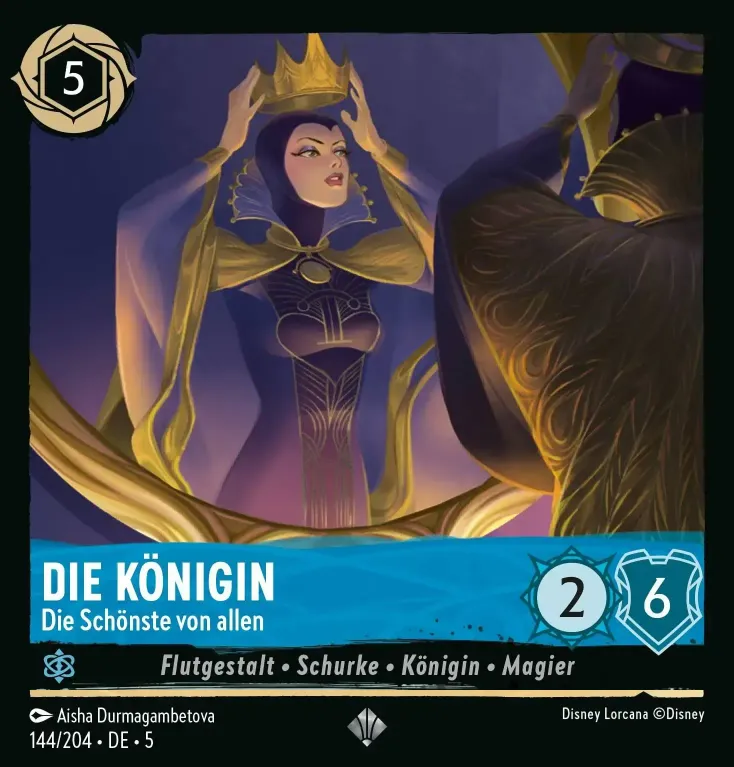 5
DIE KÖNIGIN
Die Schönste von allen
2
6
Flutgestalt • Schurke • Königin • Magier
Aisha Durmagambetova
Disney Lorcana ©Disney
144/204 • DE • 5